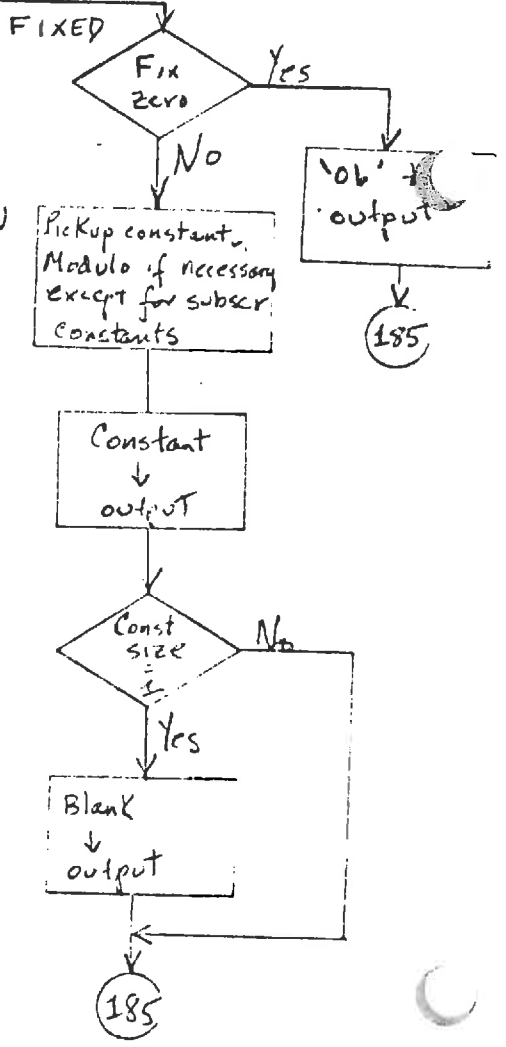 FIXED
Fix
zero
Yes
No
'0b'
output
185
Pickup constant.
Modulo if necessary
except for subscr
constants
Constant
↓
output
Const
size
=
1
No
Yes
Blank
↓
output
185